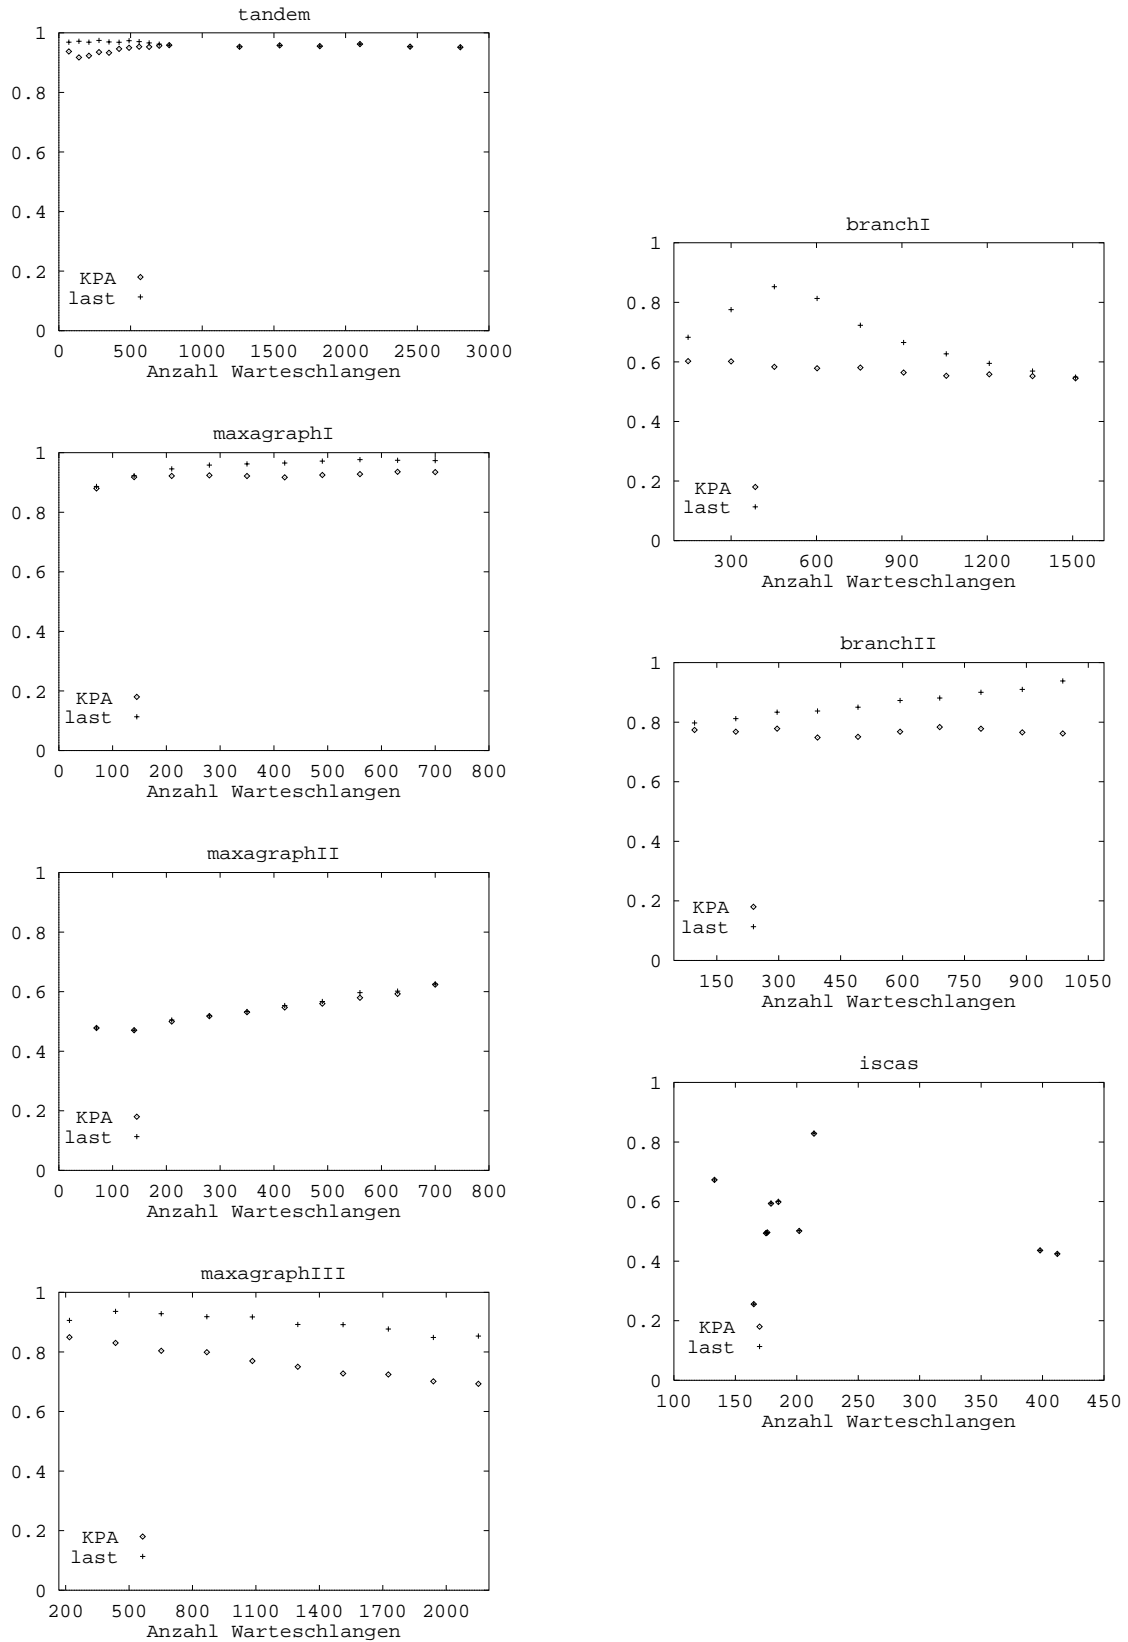 tandem
1
0.8
0.6
0.4
0.2
0
KPA
last
0 500 1000 1500 2000 2500 3000
Anzahl Warteschlangen
maxagraphI
1
0.8
0.6
0.4
0.2
0
KPA
last
0 100 200 300 400 500 600 700 800
Anzahl Warteschlangen
maxagraphII
1
0.8
0.6
0.4
0.2
0
KPA
last
0 100 200 300 400 500 600 700 800
Anzahl Warteschlangen
maxagraphIII
1
0.8
0.6
0.4
0.2
0
KPA
last
200 500 800 1100 1400 1700 2000
Anzahl Warteschlangen
branchI
1
0.8
0.6
0.4
0.2
0
KPA
last
300 600 900 1200 1500
Anzahl Warteschlangen
branchII
1
0.8
0.6
0.4
0.2
0
KPA
last
150 300 450 600 750 900 1050
Anzahl Warteschlangen
iscas
1
0.8
0.6
0.4
0.2
0
KPA
last
100 150 200 250 300 350 400 450
Anzahl Warteschlangen